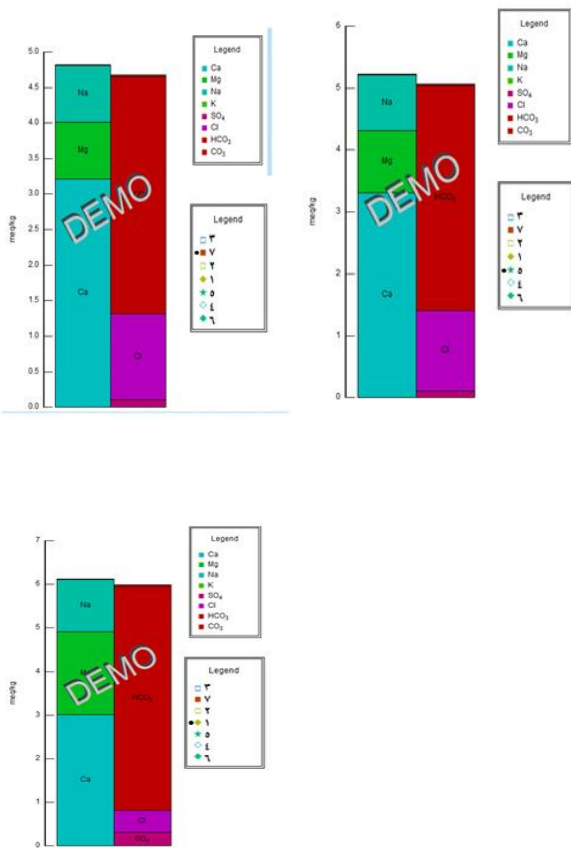 Legend
Ca
Mg
Na
K
SO₄
Cl
HCO₃
CO₃
5.0
4.5
4.0
3.5
3.0
2.5
2.0
1.5
1.0
0.5
0.0
meq/kg
Na
Mg
Ca
Cl
DEMO
Legend
٣
٧
٢
١
٥
٤
٦
Legend
Ca
Mg
Na
K
SO₄
Cl
HCO₃
CO₃
6
5
4
3
2
1
0
meq/kg
Na
Mg
Ca
HCO₃
Cl
DEMO
Legend
٣
٧
٢
١
٥
٤
٦
Legend
Ca
Mg
Na
K
SO₄
Cl
HCO₃
CO₃
7
6
5
4
3
2
1
0
meq/kg
Na
Ca
HCO₃
Cl
SO₄
DEMO
Legend
٣
٧
٢
١
٥
٤
٦